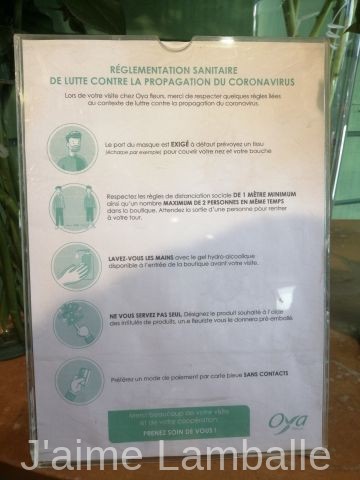 RÉGLEMENTATION SANITAIRE
DE LUTTE CONTRE LA PROPAGATION DU CORONAVIRUS
Lors de votre visite chez Oya fleurs, merci de respecter quelques règles liées
au contexte de lutte contre la propagation du coronavirus.
Le port du masque est EXIGÉ à défaut prévoyez un tissu
(écharpe par exemple) pour couvrir votre nez et votre bouche
Respectez les règles de distanciation sociale DE 1 MÈTRE MINIMUM
ainsi qu'un nombre MAXIMUM DE 2 PERSONNES EN MÊME TEMPS
dans la boutique. Attendez la sortie d'une personne pour rentrer
à votre tour.
LAVEZ-VOUS LES MAINS avec le gel hydro-alcoolique
disponible à l'entrée de la boutique avant votre visite.
NE VOUS SERVEZ PAS SEUL. Désignez le produit souhaité à l'aide
des intitulés de produits, un.e fleuriste vous le donnera pré-emballé.
Préférez un mode de paiement par carte bleue SANS CONTACTS
Merci beaucoup de votre visite
et de votre coopération
PRENEZ SOIN DE VOUS !
Oya
J'aime Lamballe